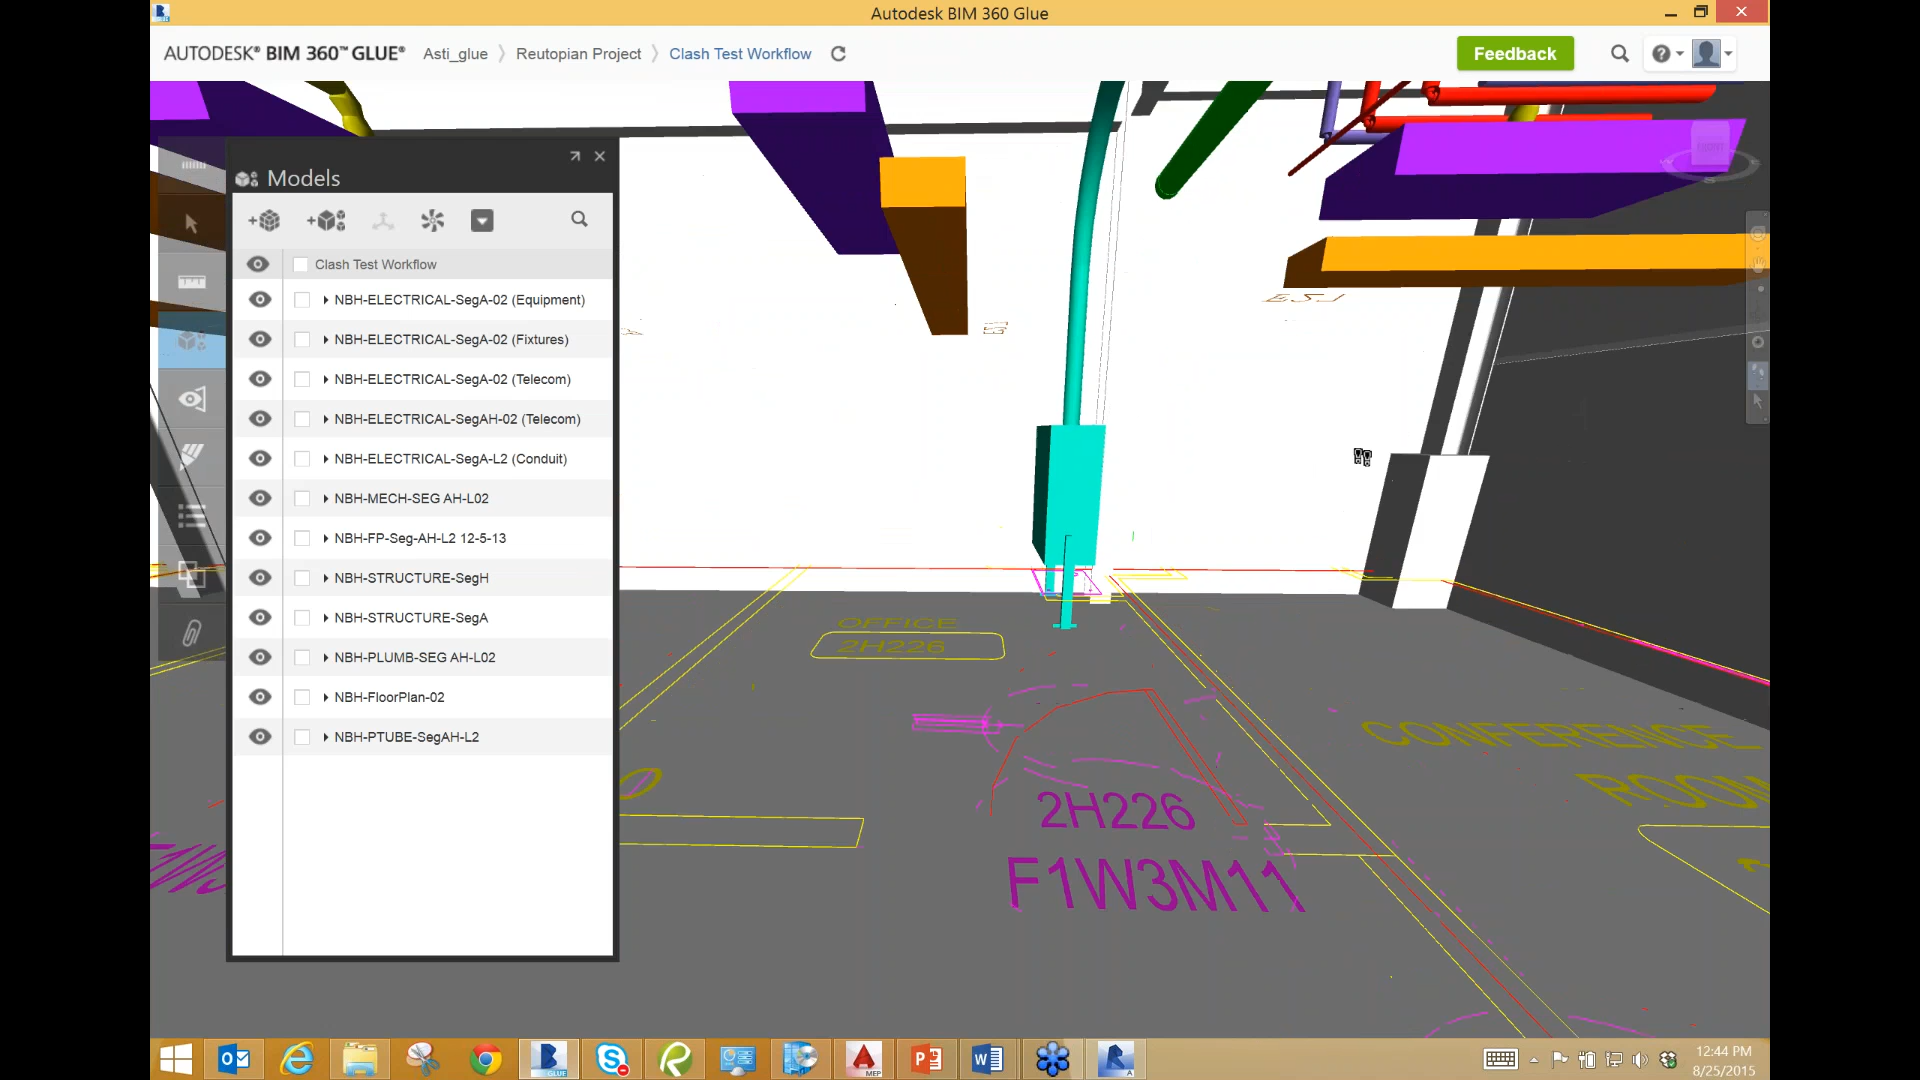 Autodesk BIM 360 Glue
AUTODESK® BIM 360™ GLUE® Asti_glue Reutopian Project Clash Test Workflow Feedback
FRONT
Models
Clash Test Workflow
NBH-ELECTRICAL-SegA-02 (Equipment)
NBH-ELECTRICAL-SegA-02 (Fixtures)
NBH-ELECTRICAL-SegA-02 (Telecom)
NBH-ELECTRICAL-SegAH-02 (Telecom)
NBH-ELECTRICAL-SegA-L2 (Conduit)
NBH-MECH-SEG AH-L02
NBH-FP-Seg-AH-L2 12-5-13
NBH-STRUCTURE-SegH
NBH-STRUCTURE-SegA
NBH-PLUMB-SEG AH-L02
NBH-FloorPlan-02
NBH-PTUBE-SegAH-L2
OFFICE
2H226
CONFERENCE
ROOM
2H226
F1W3M11
GLUE
MEP
12:44 PM
8/25/2015